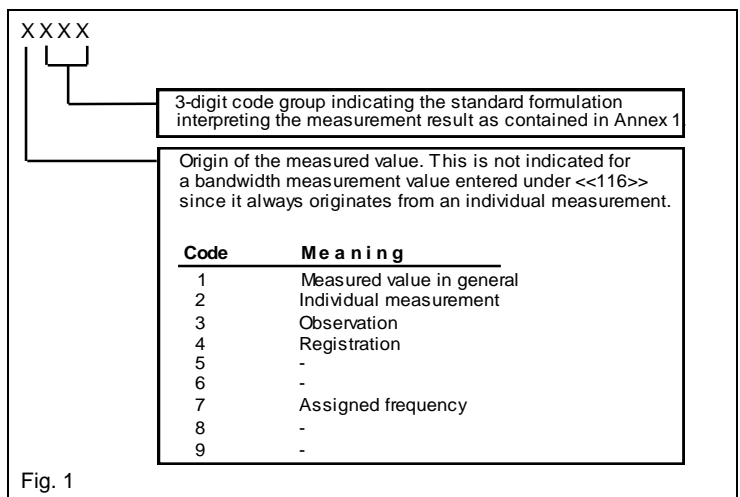 X X X X
3-digit code group indicating the standard formulation
interpreting the measurement result as contained in Annex 1.
Origin of the measured value. This is not indicated for
a bandwidth measurement value entered under <<116>>
since it always originates from an individual measurement.
Code Meaning
1 Measured value in general
2 Individual measurement
3 Observation
4 Registration
5 -
6 -
7 Assigned frequency
8 -
9 -
Fig. 1